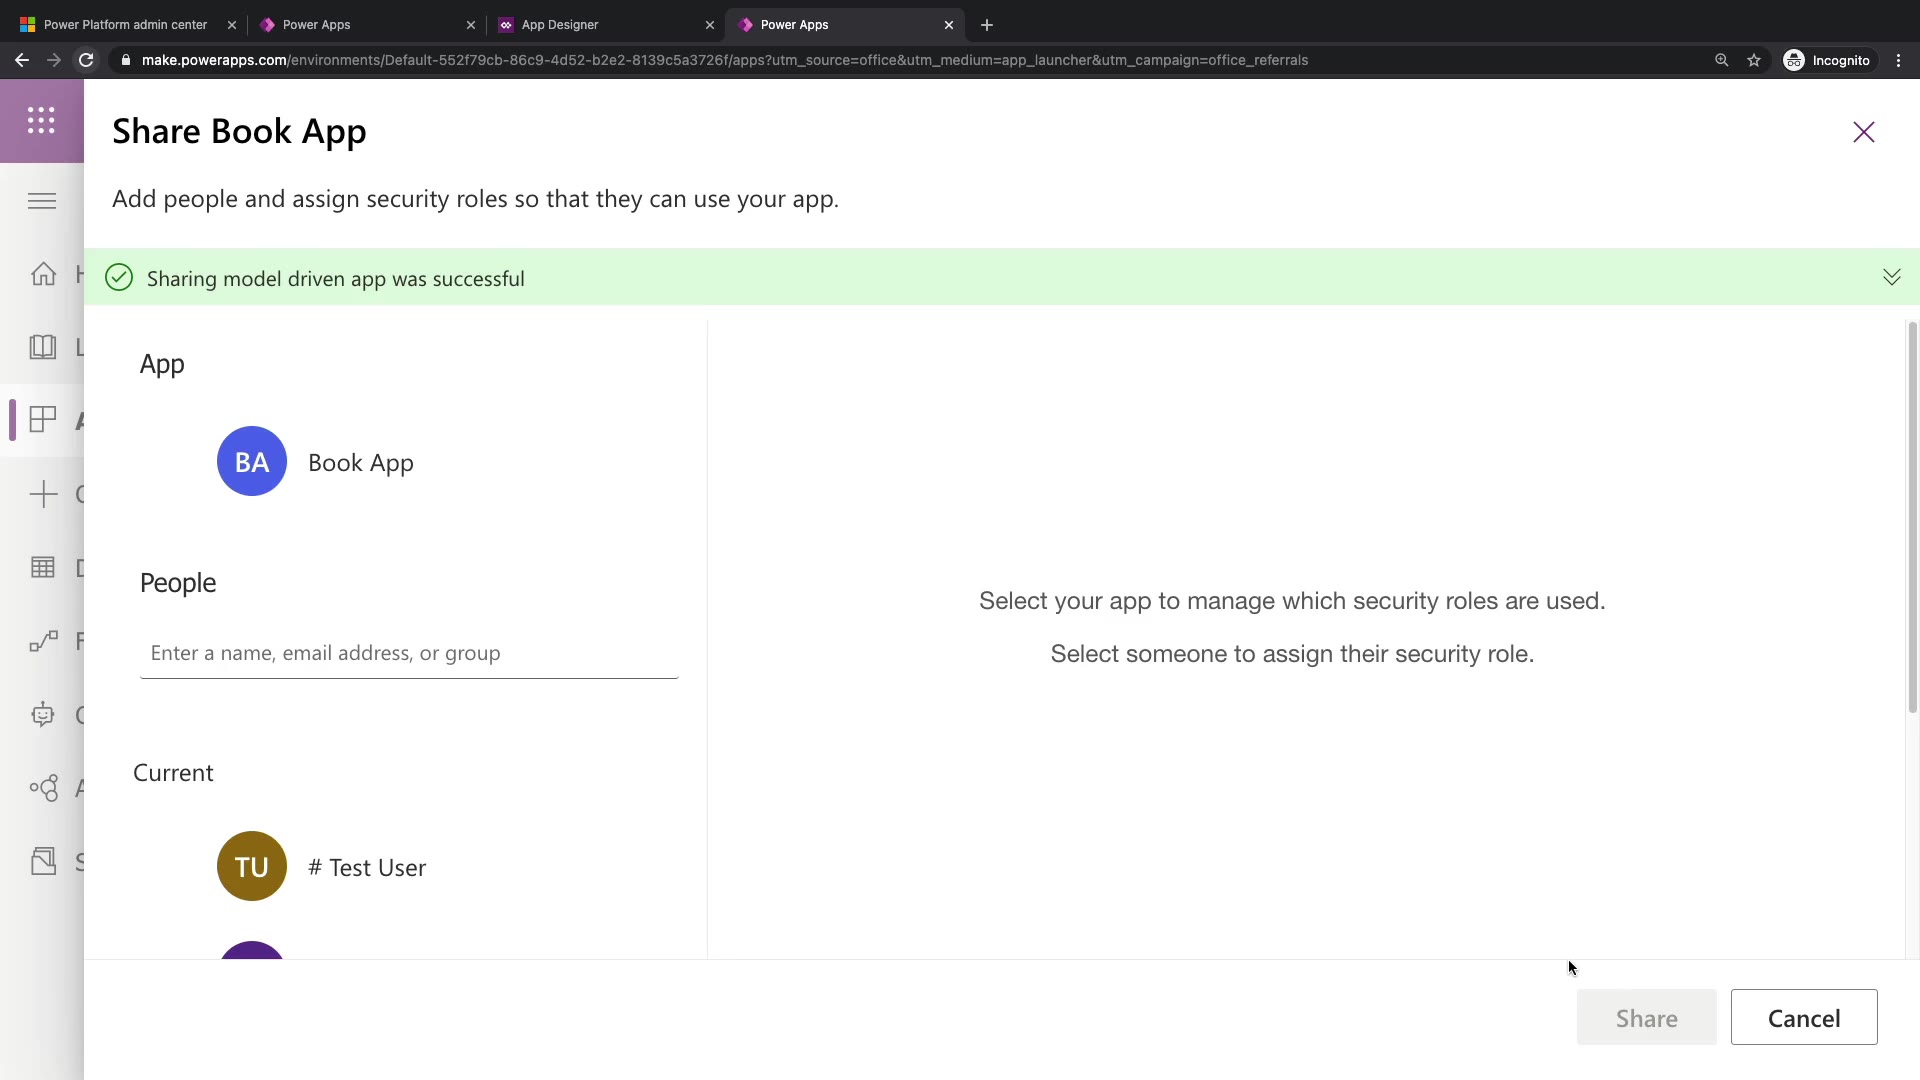 Power Platform admin center
Power Apps
App Designer
Power Apps
make.powerapps.com/environments/Default-552f79cb-86c9-4d52-b2e2-8139c5a3726f/apps?utm_source=office&utm_medium=app_launcher&utm_campaign=office_referrals
Incognito
Share Book App
Add people and assign security roles so that they can use your app.
Sharing model driven app was successful
App
BA
Book App
People
Enter a name, email address, or group
Select your app to manage which security roles are used.
Select someone to assign their security role.
Current
TU
# Test User
Share
Cancel